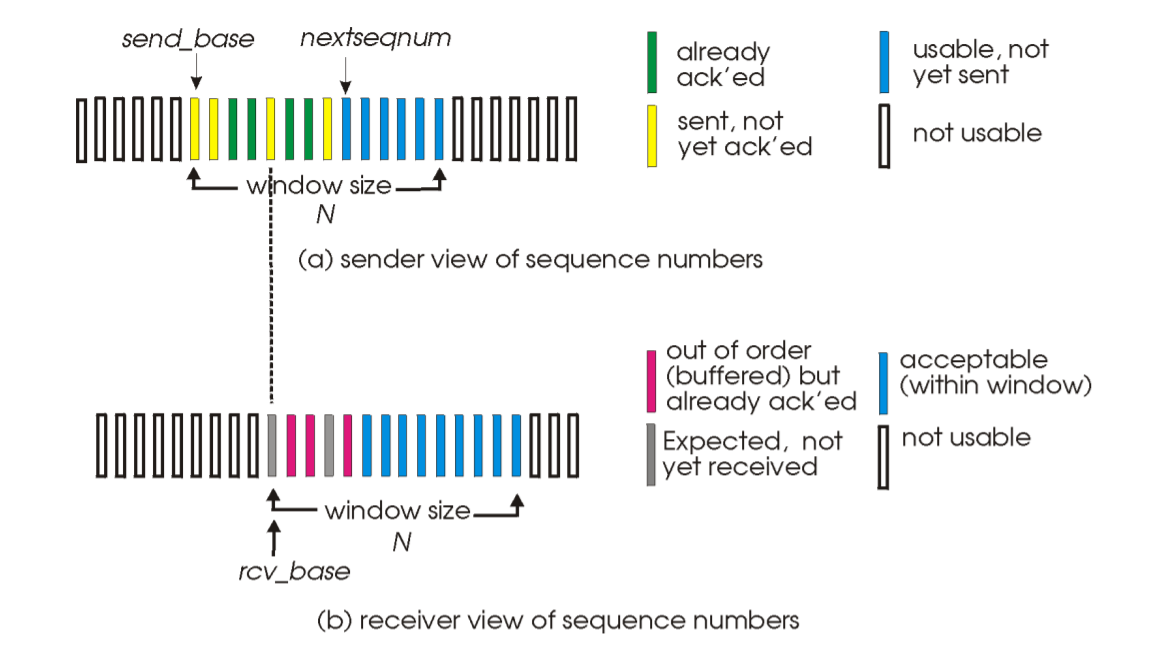 send_base nextseqnum
already
ack'ed
usable, not
yet sent
sent, not
yet ack'ed
not usable
window size
N
(a) sender view of sequence numbers
out of order
(buffered) but
already ack'ed
acceptable
(within window)
Expected, not
yet received
not usable
window size
N
rcv_base
(b) receiver view of sequence numbers